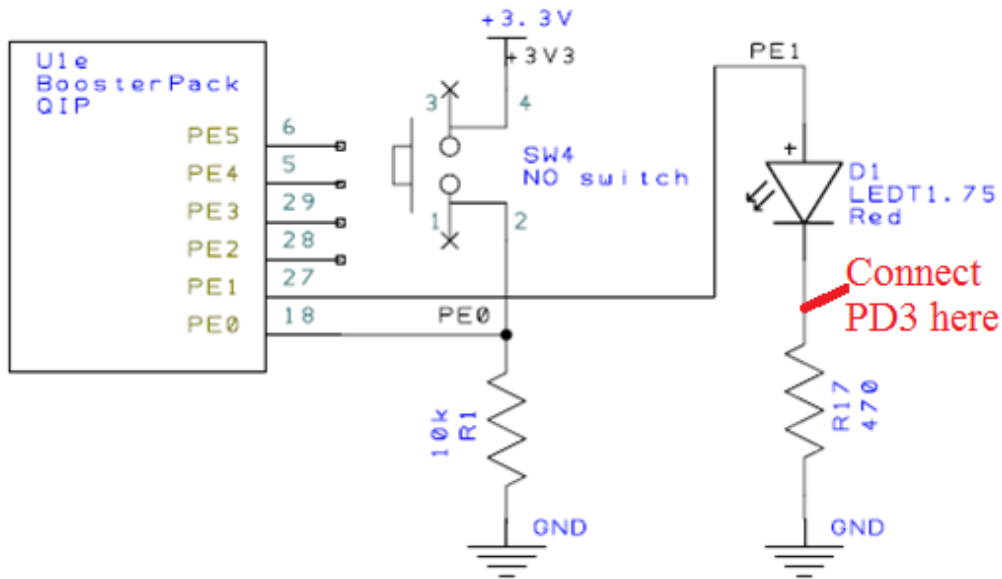 U1e
BoosterPack
QIP
PE5
6
PE4
5
PE3
29
PE2
28
PE1
27
PE0
18
+3.3V
+3V3
3
4
SW4
NO switch
1
2
PE0
10k
R1
GND
PE1
+
D1
LEDT1.75
Red
Connect
PD3 here
R17
470
GND